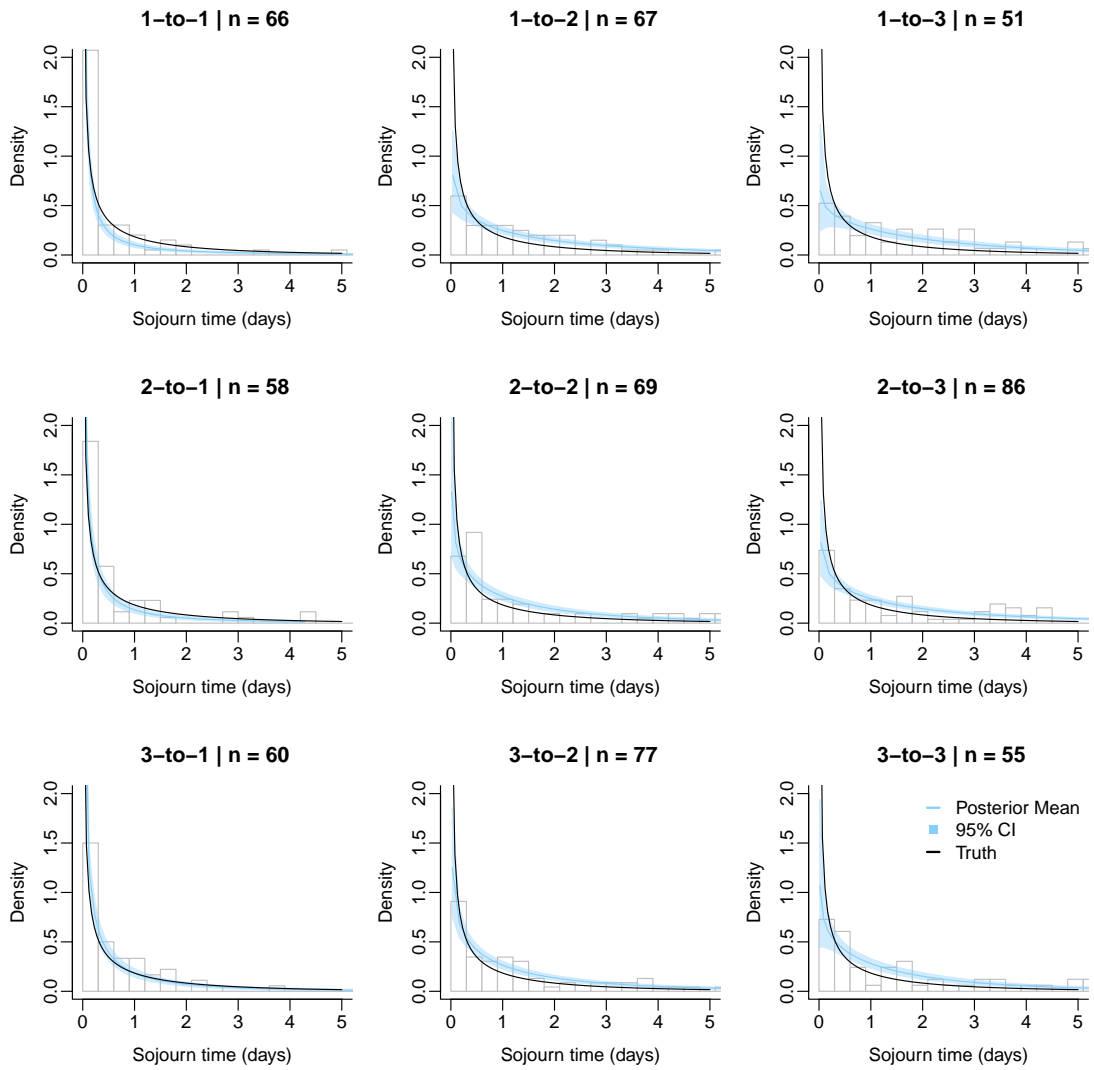 1−to−1 | n = 66
1−to−2 | n = 67
1−to−3 | n = 51
Density
0.0 0.5 1.0 1.5 2.0
0 1 2 3 4 5
Sojourn time (days)
Density
0.0 0.5 1.0 1.5 2.0
0 1 2 3 4 5
Sojourn time (days)
Density
0.0 0.5 1.0 1.5 2.0
0 1 2 3 4 5
Sojourn time (days)
2−to−1 | n = 58
2−to−2 | n = 69
2−to−3 | n = 86
Density
0.0 0.5 1.0 1.5 2.0
0 1 2 3 4 5
Sojourn time (days)
Density
0.0 0.5 1.0 1.5 2.0
0 1 2 3 4 5
Sojourn time (days)
Density
0.0 0.5 1.0 1.5 2.0
0 1 2 3 4 5
Sojourn time (days)
3−to−1 | n = 60
3−to−2 | n = 77
3−to−3 | n = 55
Density
0.0 0.5 1.0 1.5 2.0
0 1 2 3 4 5
Sojourn time (days)
Density
0.0 0.5 1.0 1.5 2.0
0 1 2 3 4 5
Sojourn time (days)
Density
0.0 0.5 1.0 1.5 2.0
Posterior Mean
95% CI
Truth
0 1 2 3 4 5
Sojourn time (days)